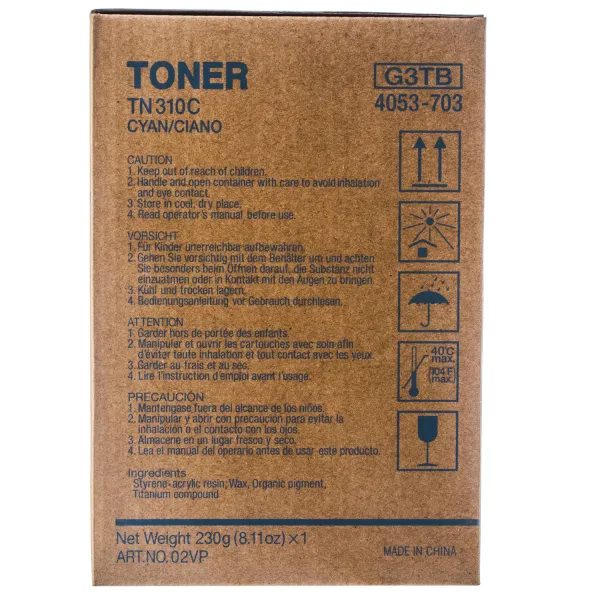 TONER
TN310C
CYAN/CIANO
G3TB
4053-703
CAUTION
1. Keep out of reach of children.
2. Handle and open container with care to avoid inhalation
and eye contact.
3. Store in cool, dry place.
4. Read operator's manual before use.
VORSICHT
1. Für Kinder unerreichbar aufbewahren.
2. Gehen Sie vorsichtig mit dem Behälter um und achten
Sie besonders beim Öffnen darauf, die Substanz nicht
einzuatmen oder in Kontakt mit den Augen zu bringen.
3. Kühl und trocken lagern.
4. Bedienungsanleitung vor Gebrauch durchlesen.
ATTENTION
1. Garder hors de portée des enfants.
2. Manipuler et ouvrir les cartouches avec soin afin
d'éviter toute inhalation et tout contact avec les yeux.
3. Garder au frais et au sec.
4. Lire l'instruction d'emploi avant l'usage.
PRECAUCIÓN
1. Mantengase fuera del alcance de los niños.
2. Manipular y abrir con precaución para evitar la
inhalación o el contacto con los ojos.
3. Almacene en un lugar fresco y seco.
4. Lea el manual del operario antes de usar este producto.
40°C
max.
104°F
(max.)
Ingredients
Styrene-acrylic resin; Wax, Organic pigment,
Titanium compound
Net Weight 230g (8.11oz) ×1
ART.NO.02VP
MADE IN CHINA